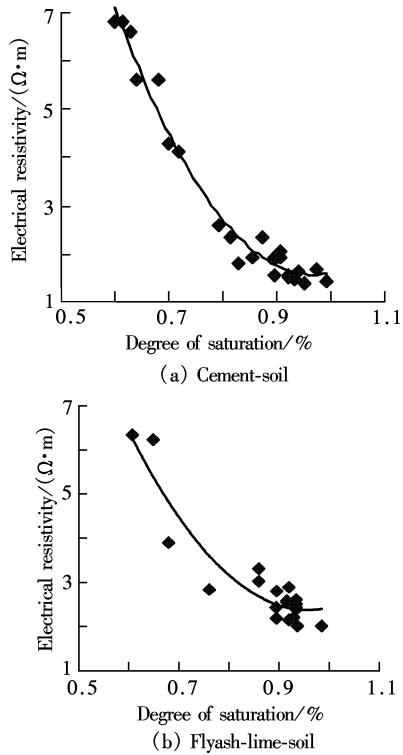 7
5
3
1
Electrical resistivity/(Ω•m)
0.5 0.7 0.9 1.1
Degree of saturation/%
(a) Cement-soil
7
5
3
1
Electrical resistivity/(Ω•m)
0.5 0.7 0.9 1.1
Degree of saturation/%
(b) Flyash-lime-soil